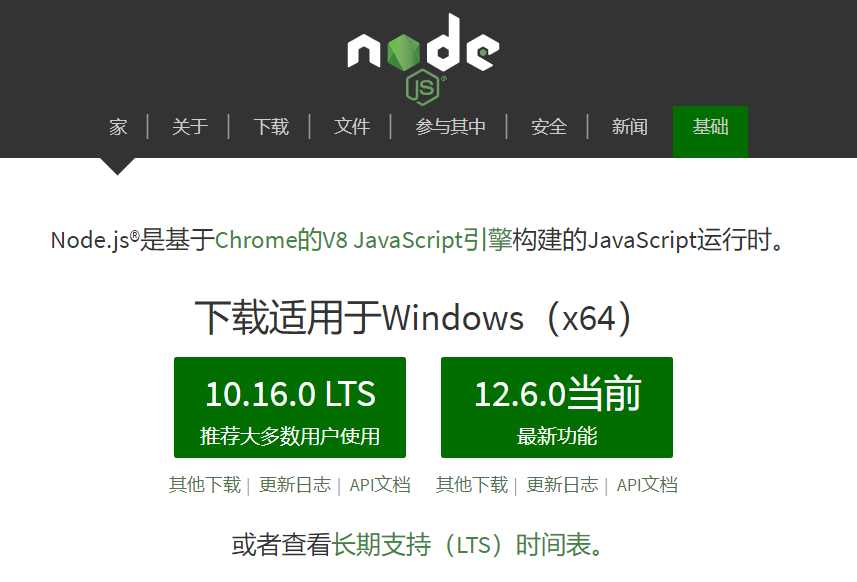 node
JS®
家 | 关于 | 下载 | 文件 | 参与其中 | 安全 | 新闻 基础
Node.js®是基于Chrome的V8 JavaScript引擎构建的JavaScript运行时。
下载适用于Windows（x64）
10.16.0 LTS
推荐大多数用户使用
12.6.0当前
最新功能
其他下载 | 更新日志 | API文档
其他下载 | 更新日志 | API文档
或者查看长期支持（LTS）时间表。